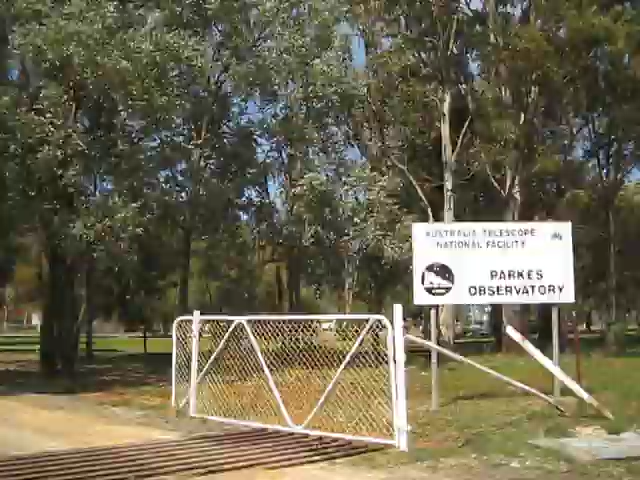 AUSTRALIA TELESCOPE
NATIONAL FACILITY
PARKES
OBSERVATORY